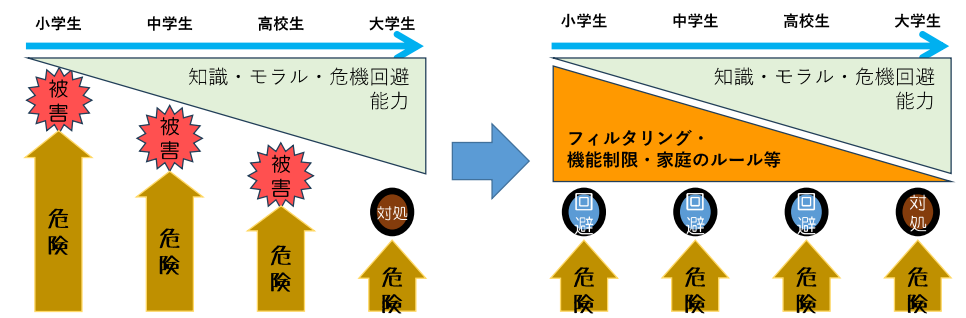 小学生
中学生
高校生
大学生
知識・モラル・危機回避
能力
被
害
被
害
被
害
対処
危
険
危
険
危
険
危
険
小学生
中学生
高校生
大学生
知識・モラル・危機回避
能力
フィルタリング・
機能制限・家庭のルール等
回
避
回
避
回
避
対
処
危
険
危
険
危
険
危
険